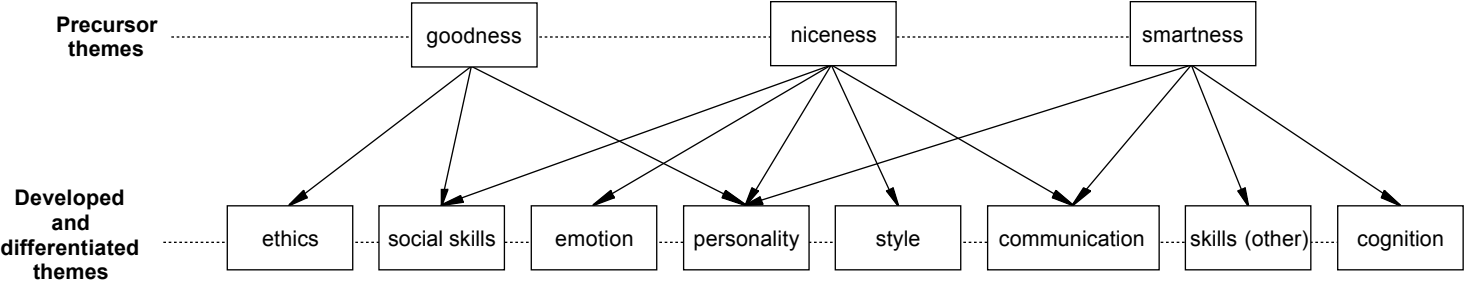 Precursor
themes
goodness
niceness
smartness
Developed
and
differentiated
themes
ethics
social skills
emotion
personality
style
communication
skills (other)
cognition